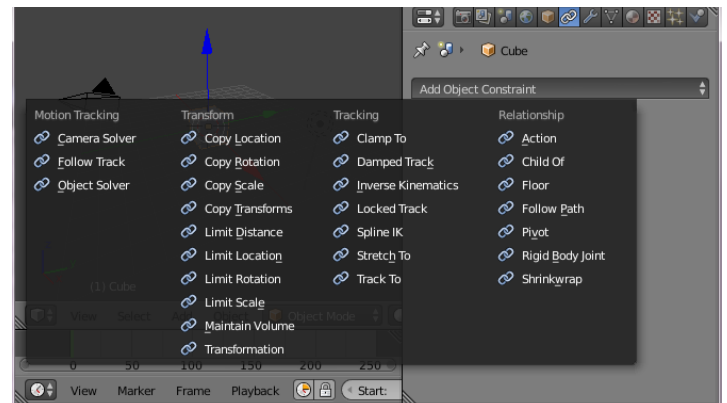 Cube
Add Object Constraint
Motion Tracking
Camera Solver
Follow Track
Object Solver
Transform
Copy Location
Copy Rotation
Copy Scale
Copy Transforms
Limit Distance
Limit Location
Limit Rotation
Limit Scale
Maintain Volume
Transformation
Tracking
Clamp To
Damped Track
Inverse Kinematics
Locked Track
Spline IK
Stretch To
Track To
Relationship
Action
Child Of
Floor
Follow Path
Pivot
Rigid Body Joint
Shrinkwrap
(1) Cube
View Select Object Mode
0 50 100 150 200 250
View Marker Frame Playback Start: